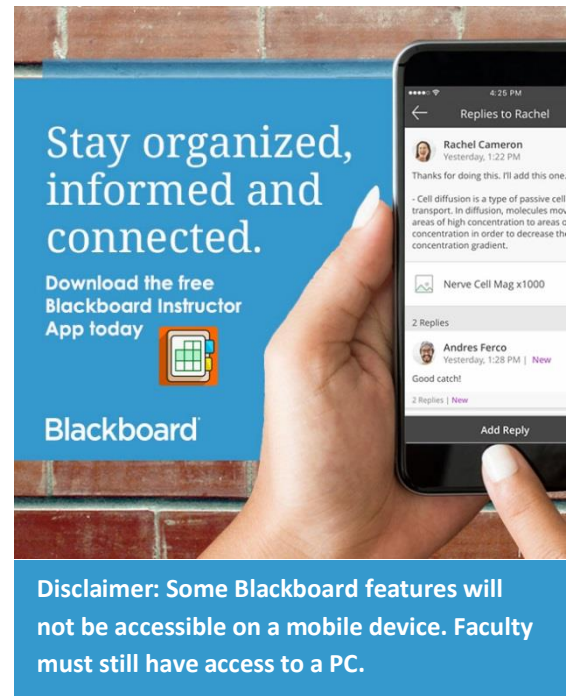 Stay organized,
informed and
connected.
Download the free
Blackboard Instructor
App today
Blackboard
4:25 PM
Replies to Rachel
Rachel Cameron
Yesterday, 1:22 PM
Thanks for doing this. I'll add this one.
- Cell diffusion is a type of passive cell
transport. In diffusion, molecules mov
areas of high concentration to areas o
concentration in order to decrease the
concentration gradient.
Nerve Cell Mag x1000
2 Replies
Andres Ferco
Yesterday, 1:28 PM | New
Good catch!
2 Replies | New
Add Reply
Disclaimer: Some Blackboard features will
not be accessible on a mobile device. Faculty
must still have access to a PC.